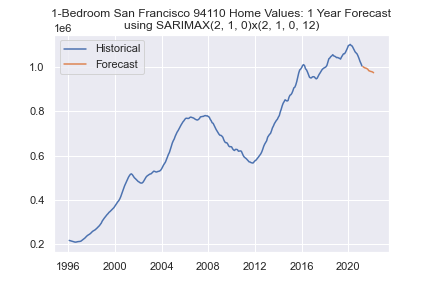 1-Bedroom San Francisco 94110 Home Values: 1 Year Forecast
using SARIMAX(2, 1, 0)x(2, 1, 0, 12)
1e6
Historical
Forecast
1.0
0.8
0.6
0.4
0.2
1996 2000 2004 2008 2012 2016 2020